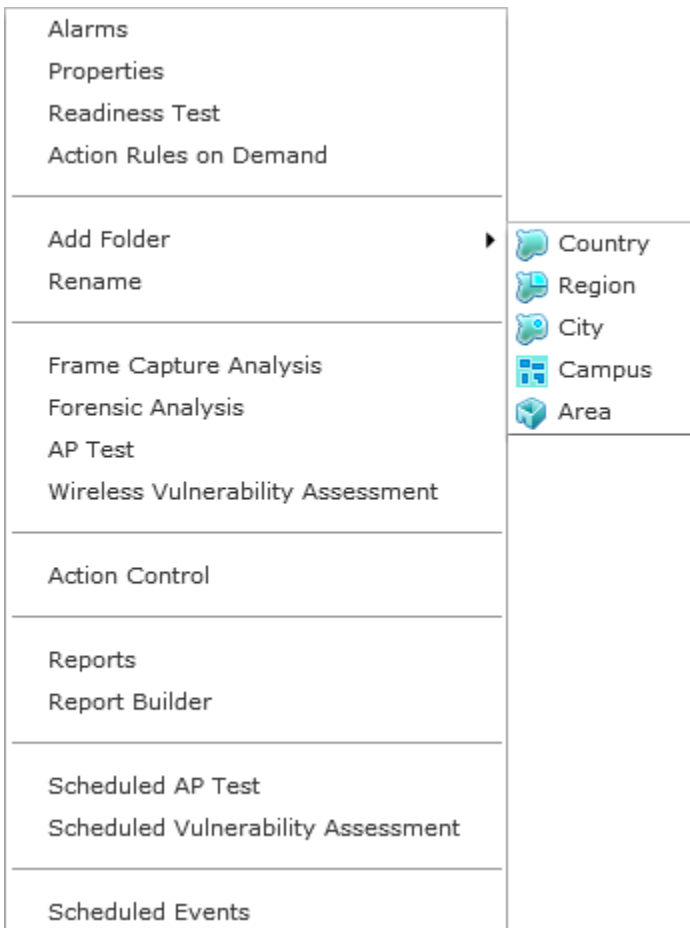 Alarms
Properties
Readiness Test
Action Rules on Demand
Add Folder
Rename
Frame Capture Analysis
Forensic Analysis
AP Test
Wireless Vulnerability Assessment
Action Control
Reports
Report Builder
Scheduled AP Test
Scheduled Vulnerability Assessment
Scheduled Events
Country
Region
City
Campus
Area